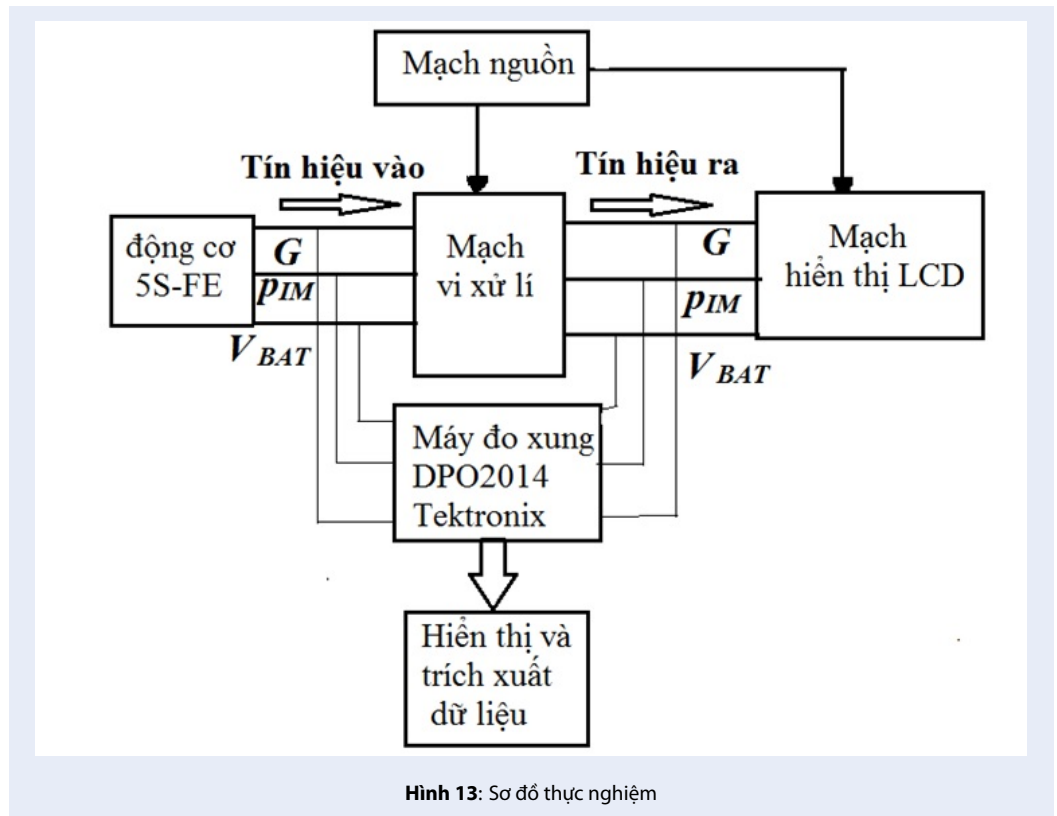 Mạch nguồn
Tín hiệu vào
Tín hiệu ra
động cơ
5S-FE
G
pIM
VBAT
Mạch
vi xử lí
G
pIM
VBAT
Mạch
hiển thị LCD
Máy đo xung
DPO2014
Tektronix
Hiển thị và
trích xuất
dữ liệu
Hình 13: Sơ đồ thực nghiệm